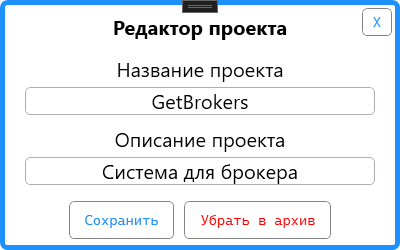 Редактор проекта
X
Название проекта
GetBrokers
Описание проекта
Система для брокера
Сохранить
Убрать в архив